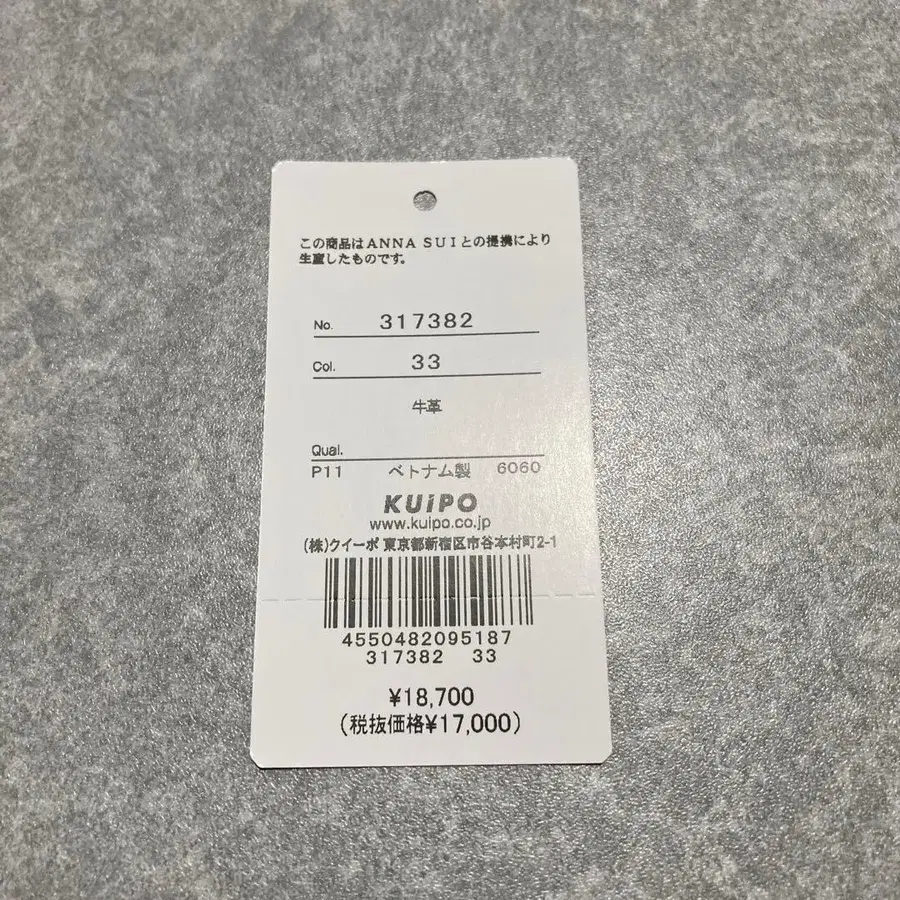 この商品はＡＮＮＡ ＳＵＩとの提携により
生産したものです。
No. 317382
Col. 33
牛革
Qual.
P11 ベトナム製 6060
KUiPO
www.kuipo.co.jp
(株)クイーポ 東京都新宿区市谷本村町2-1
4550482095187
317382 33
¥18,700
(税抜価格¥17,000)